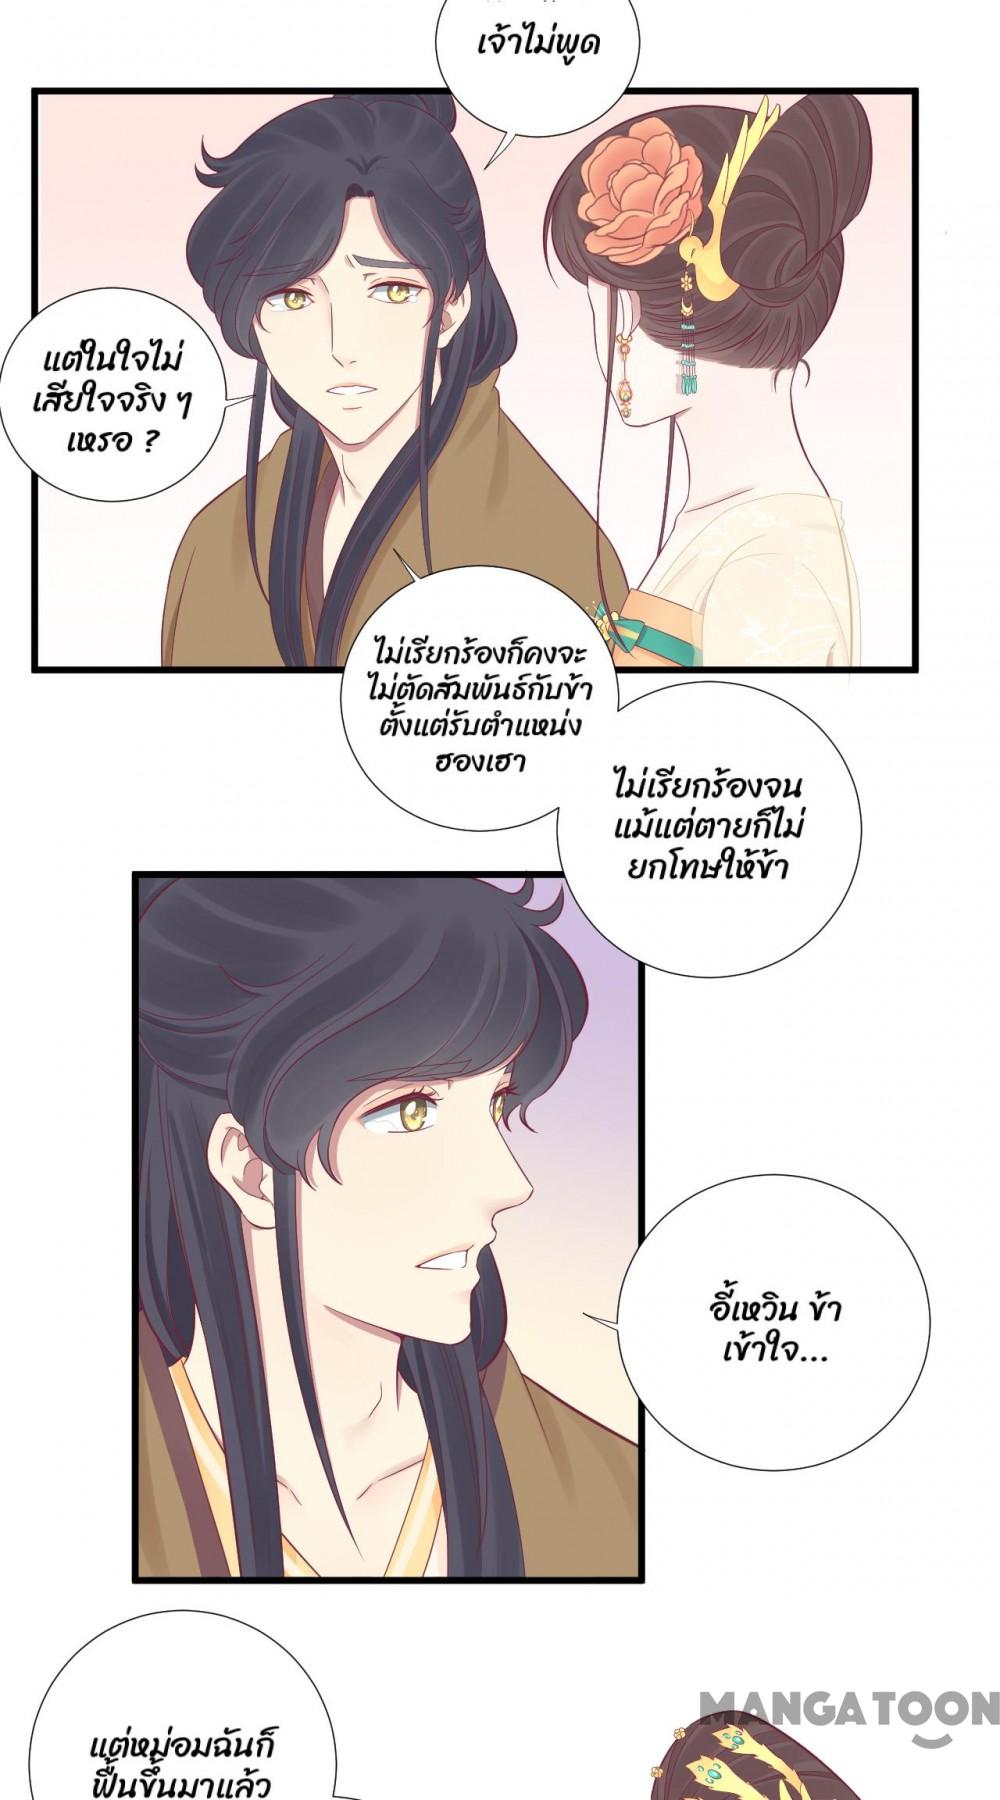 เจ้าไม่พูด
แต่ในใจไม่
เสียใจจริง ๆ
เหรอ ?
ไม่เรียกร้องก็คงจะ
ไม่ตัดสัมพันธ์กับข้า
ตั้งแต่รับตำแหน่ง
ฮองเฮา
ไม่เรียกร้องจน
แม้แต่ตายก็ไม่
ยกโทษให้ข้า
อี้เหวิน ข้า
เข้าใจ...
MANGATOON
แต่หม่อมฉันก็
ฟื้นขึ้นมาแล้ว